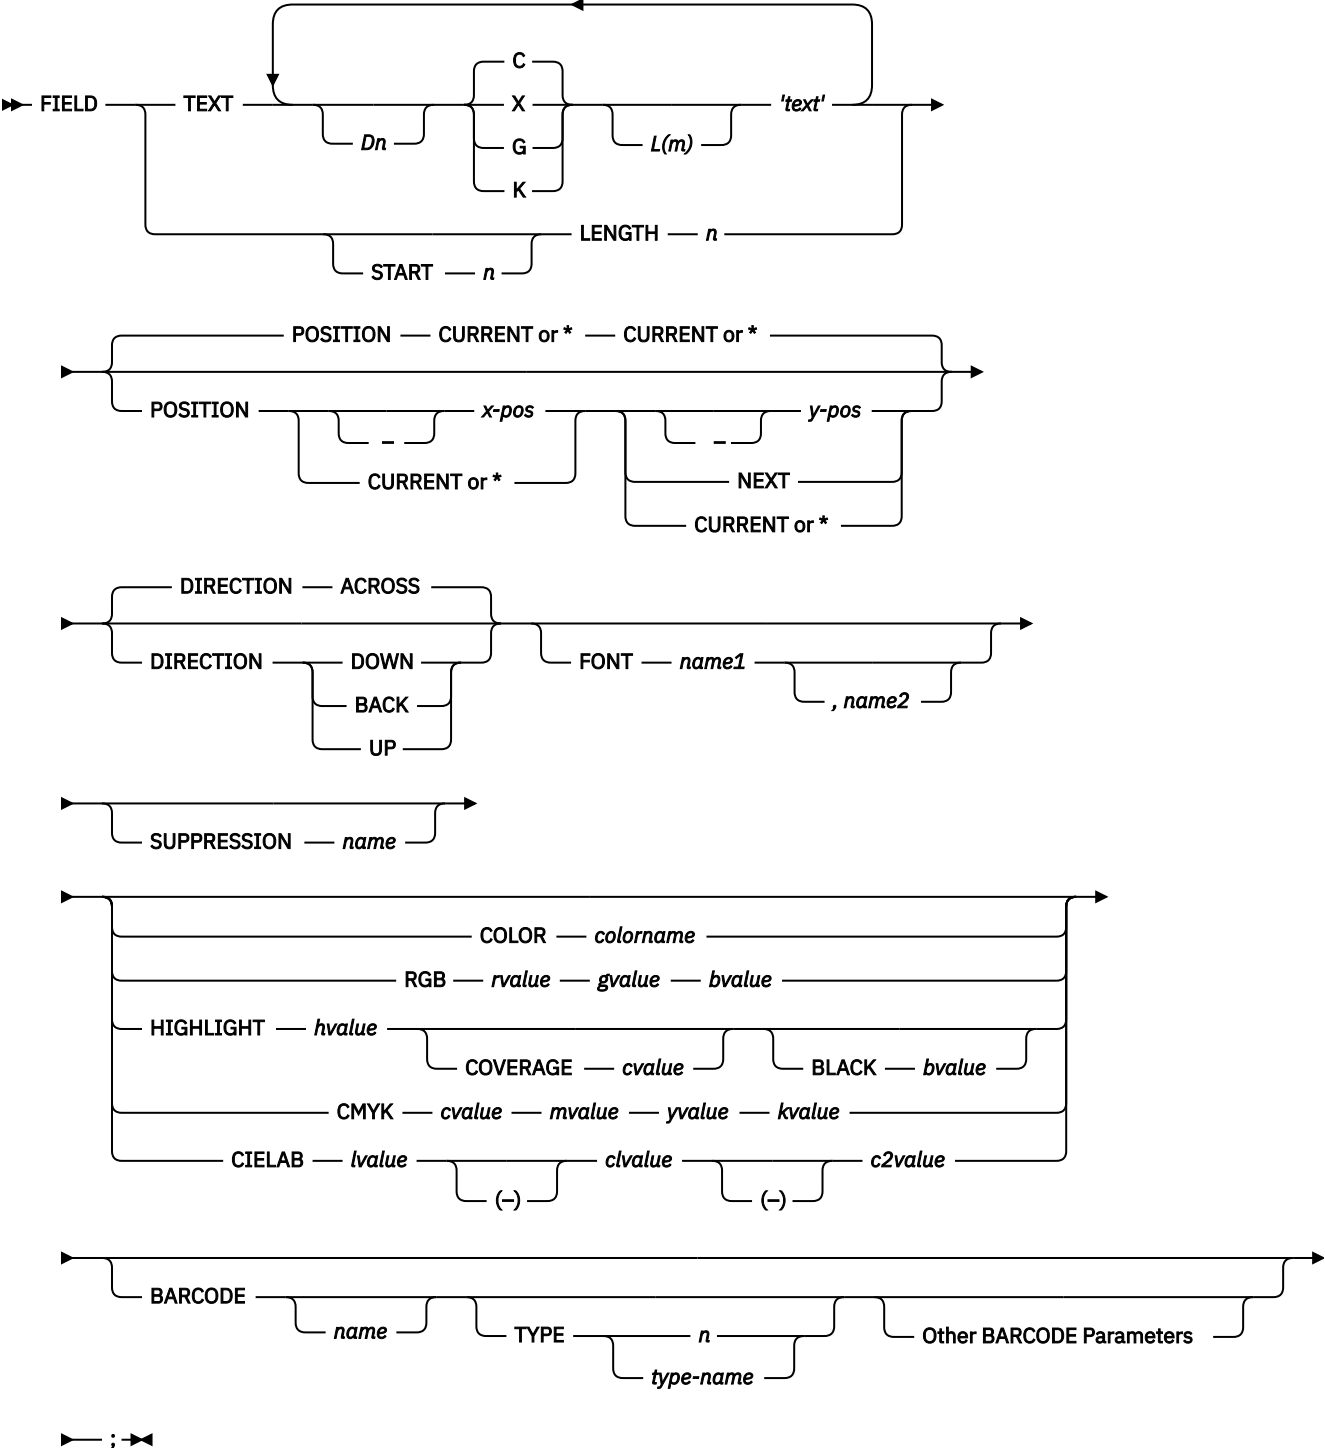 C
FIELD TEXT X 'text'
Dn G L(m)
K
LENGTH n
START n
POSITION CURRENT or * CURRENT or *
POSITION x-pos y-pos
– –
CURRENT or * NEXT
CURRENT or *
DIRECTION ACROSS
DIRECTION DOWN FONT name1
BACK , name2
UP
SUPPRESSION name
COLOR colorname
RGB rvalue gvalue bvalue
HIGHLIGHT hvalue
COVERAGE cvalue BLACK bvalue
CMYK cvalue mvalue yvalue kvalue
CIELAB lvalue clvalue c2value
(–) (–)
BARCODE
name TYPE n Other BARCODE Parameters
type-name
;